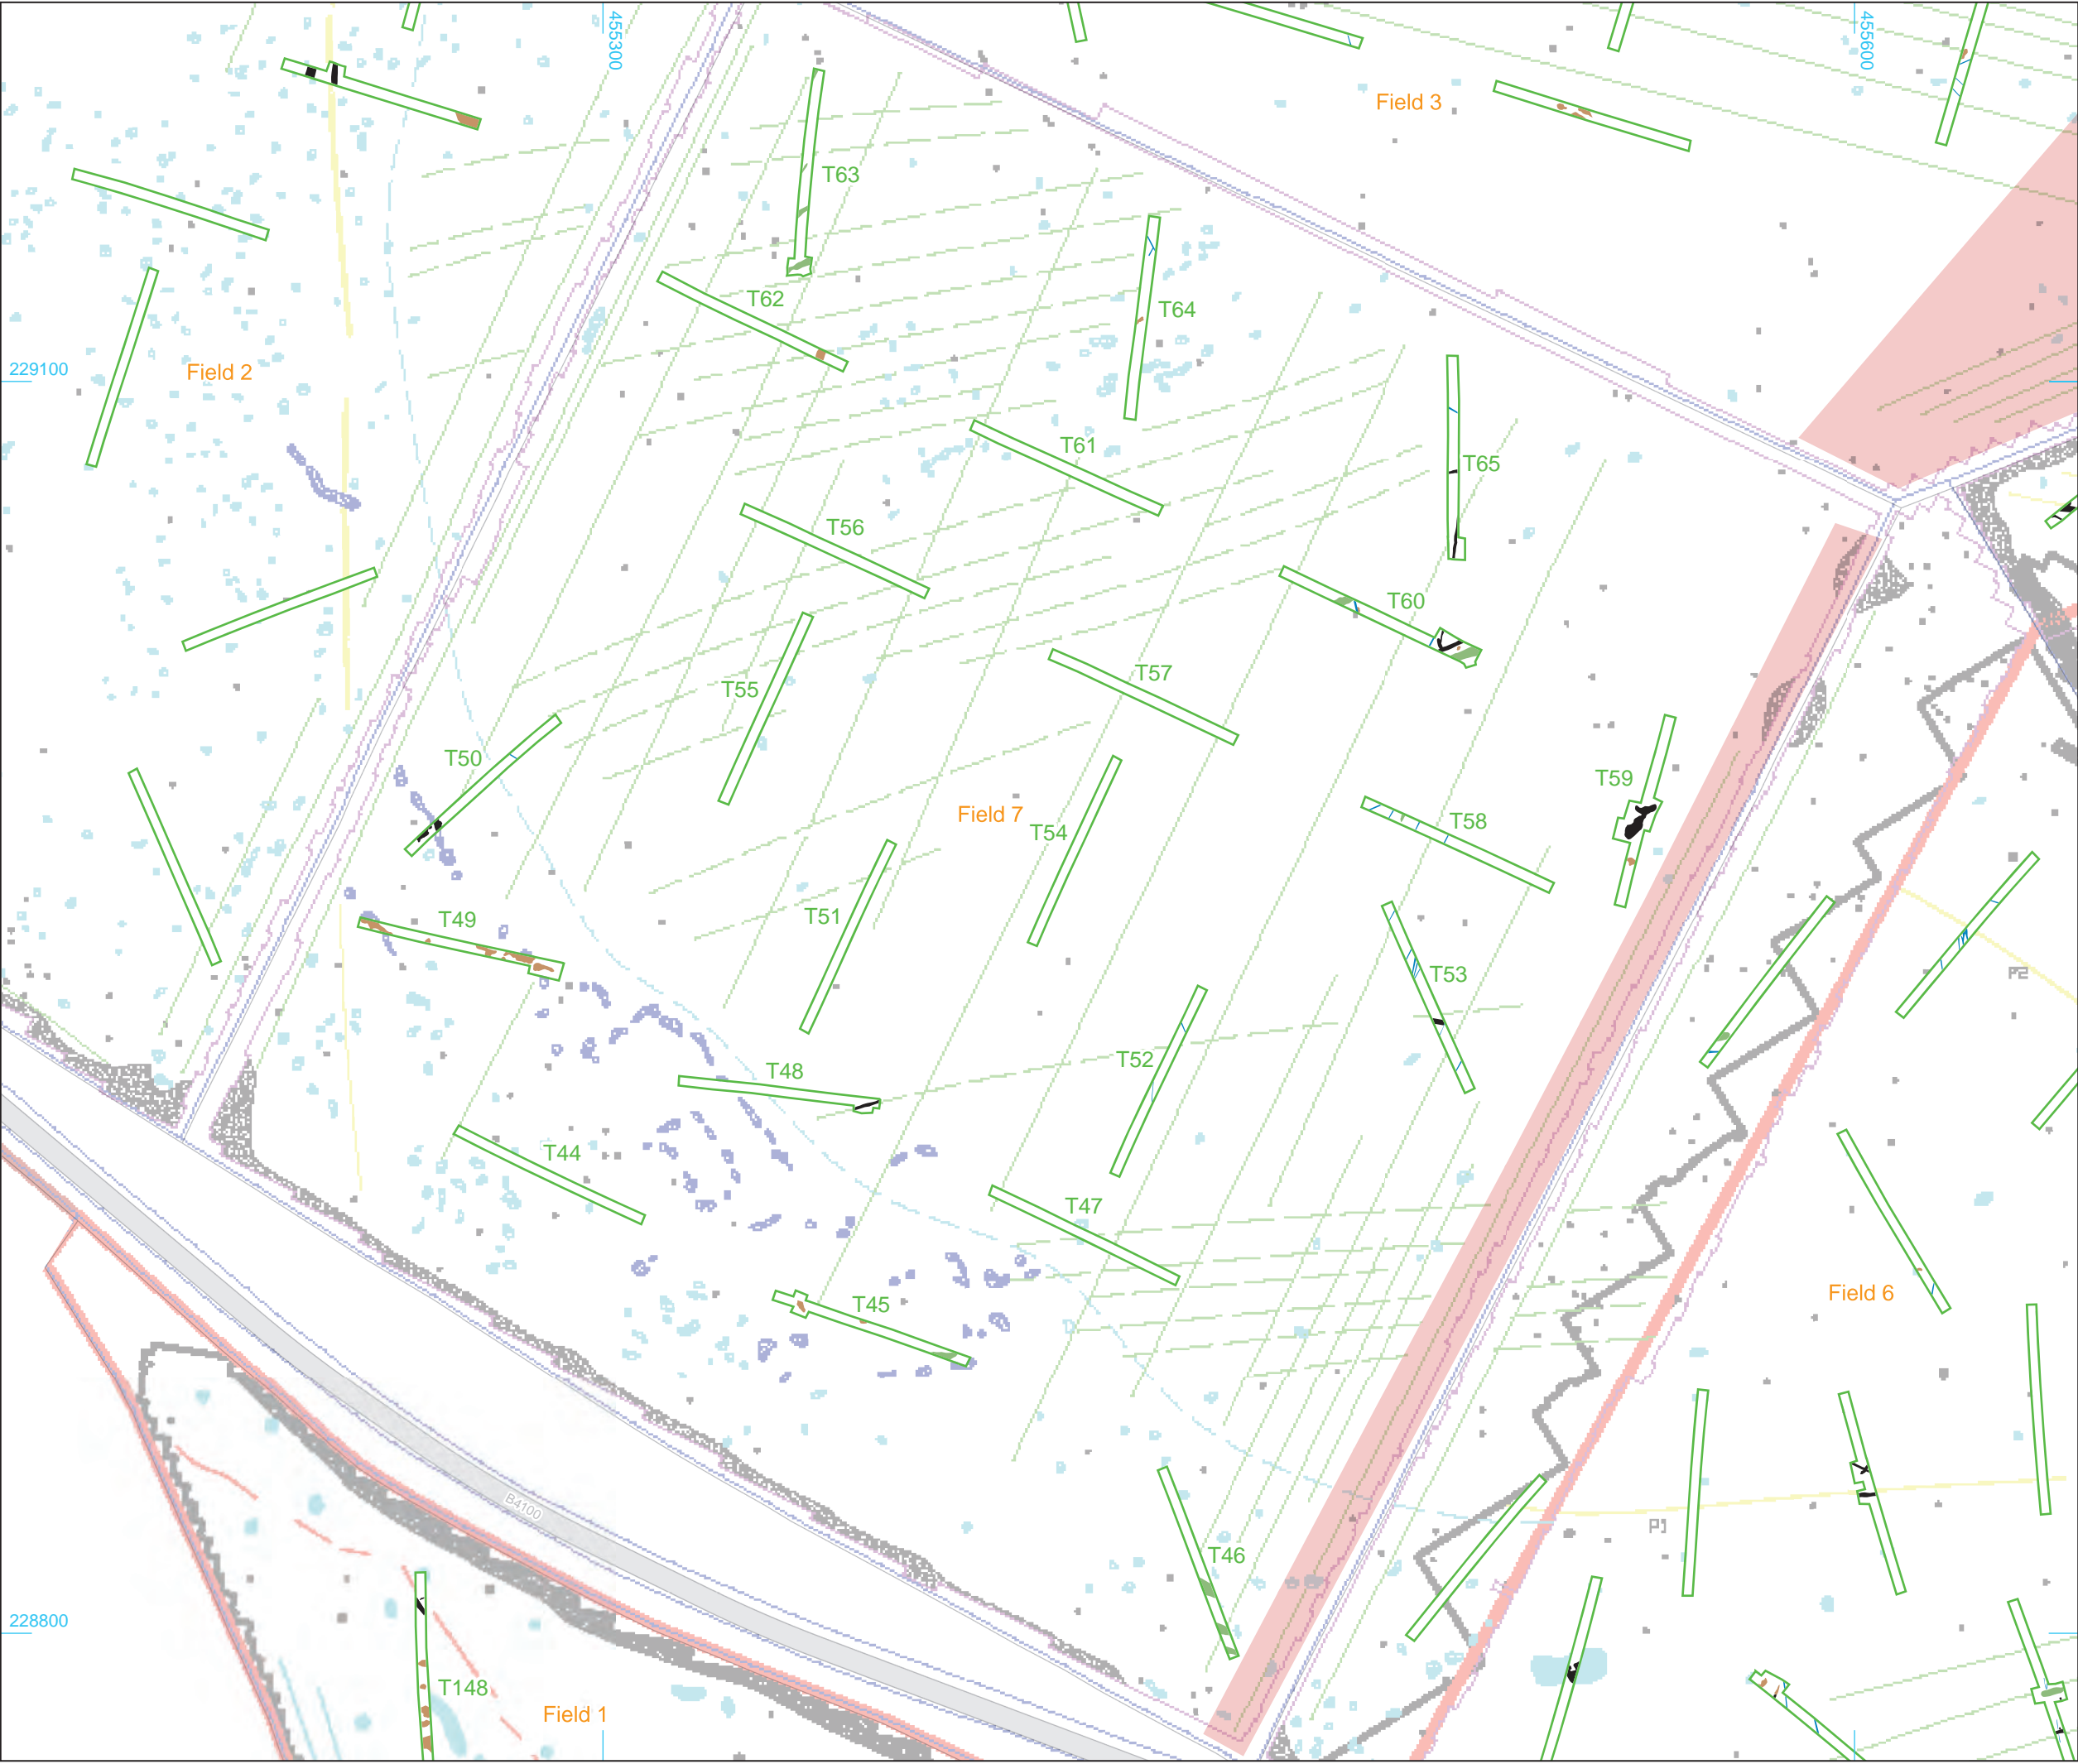 455300
455600
Field 3
T63
T62
T64
229100
Field 2
T61
T65
T56
T60
T57
T55
T50
T59
Field 7
T58
T54
T49
T51
T53
P2
T52
T48
T44
T47
Field 6
T45
B4100
P1
T46
228800
T148
Field 1